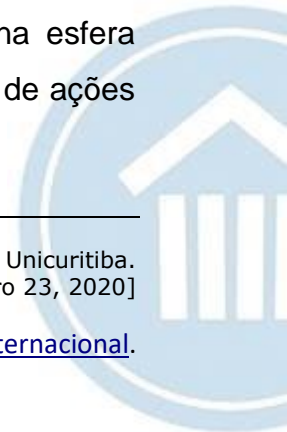 na esfera
de ações
Unicuritiba.
ro 23, 2020]
ternacional.